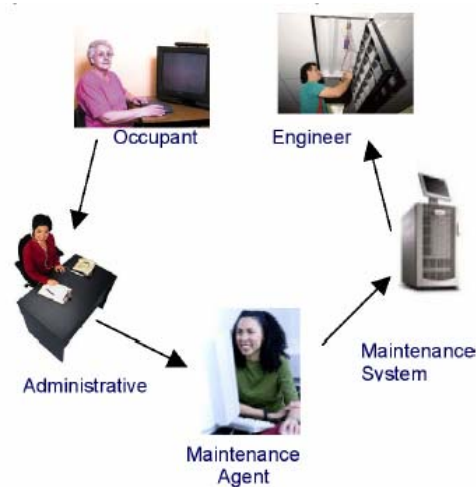 Occupant
Engineer
Administrative
Maintenance
System
Maintenance
Agent